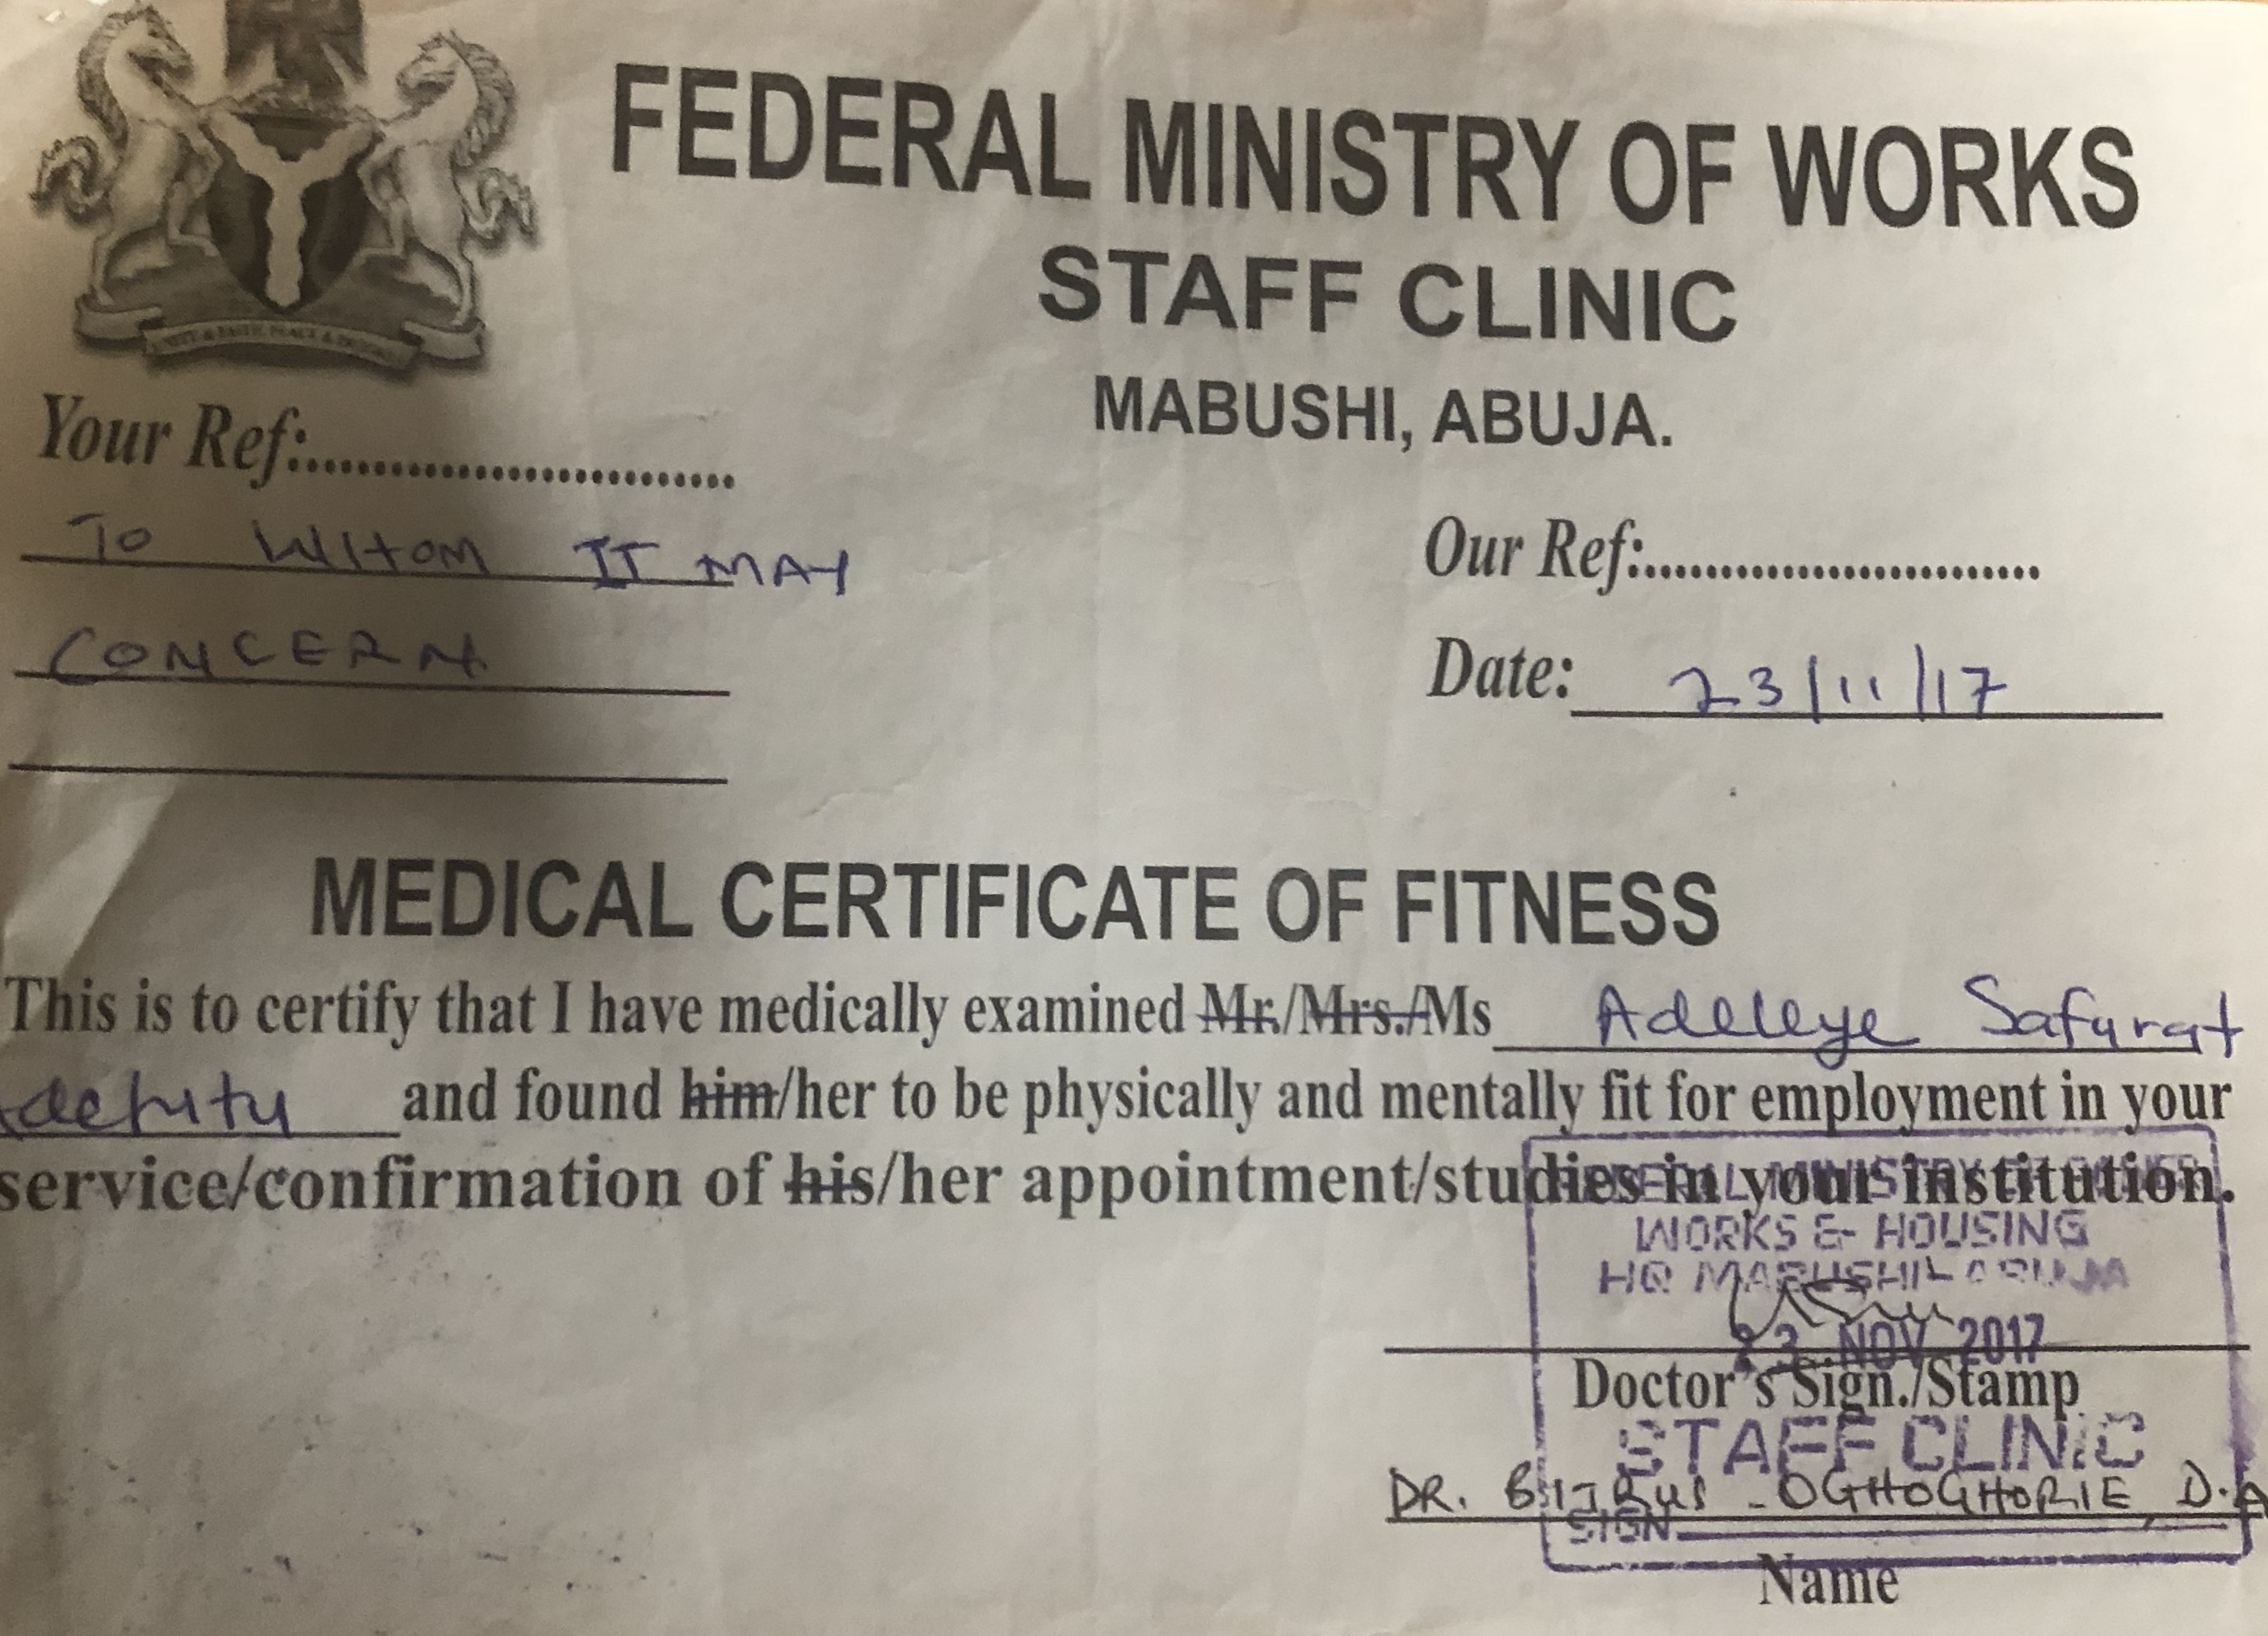 FEDERAL MINISTRY OF WORKS
STAFF CLINIC
MABUSHI, ABUJA.
Your Ref:............................
TO WHOM IT MAY
CONCERN
Our Ref:............................
Date: 23/11/17
MEDICAL CERTIFICATE OF FITNESS
This is to certify that I have medically examined Mr./Mrs./Ms Adeleye Safurat
and found him/her to be physically and mentally fit for employment in your
service/confirmation of his/her appointment/studies in your institution.
FEDERAL MINISTRY OF POWER
WORKS & HOUSING
HQ MABUSHI - ABUJA
23 NOV 2017
Doctor's Sign./Stamp
STAFF CLINIC
DR. OGHOGHORIE, D.A
SIGN
Name